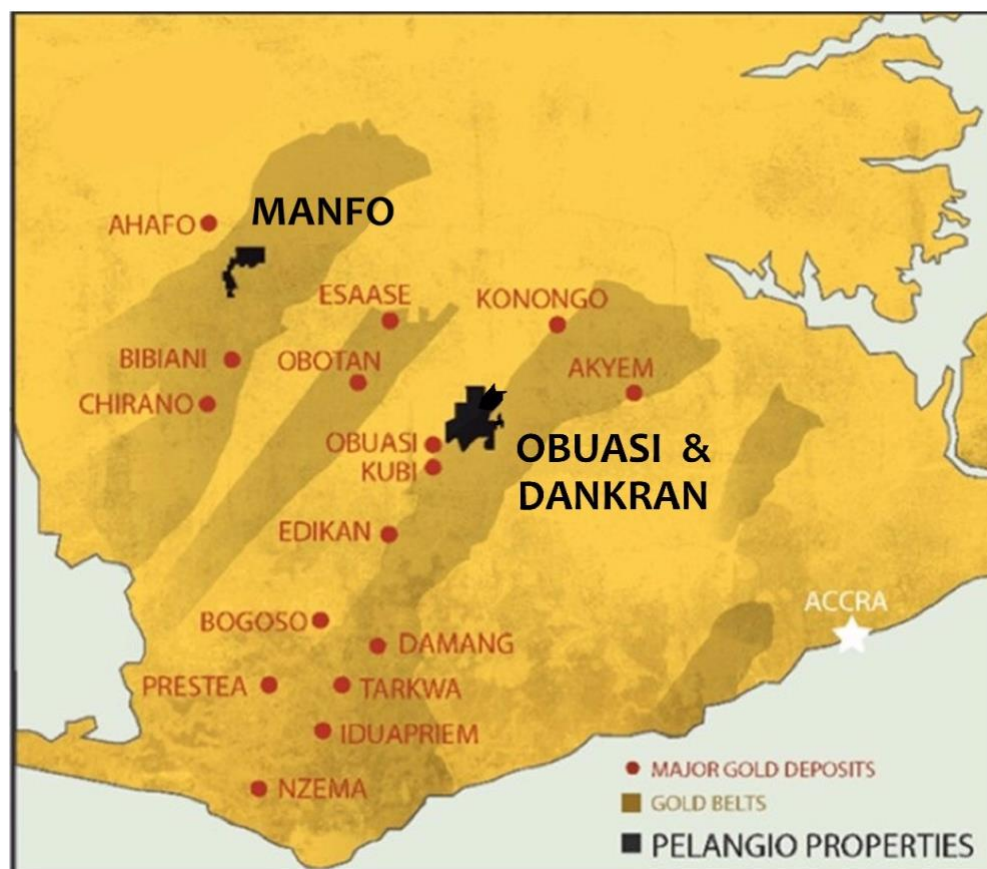 MANFO
AHAFO
ESAASE
KONONGO
BIBIANI
OBOTAN
AKYEM
CHIRANO
OBUASI
KUBI
OBUASI &
DANKRAN
EDIKAN
ACCRA
BOGOSO
DAMANG
PRESTEA
TARKWA
IDUAPRIEM
NZEMA
MAJOR GOLD DEPOSITS
GOLD BELTS
PELANGIO PROPERTIES